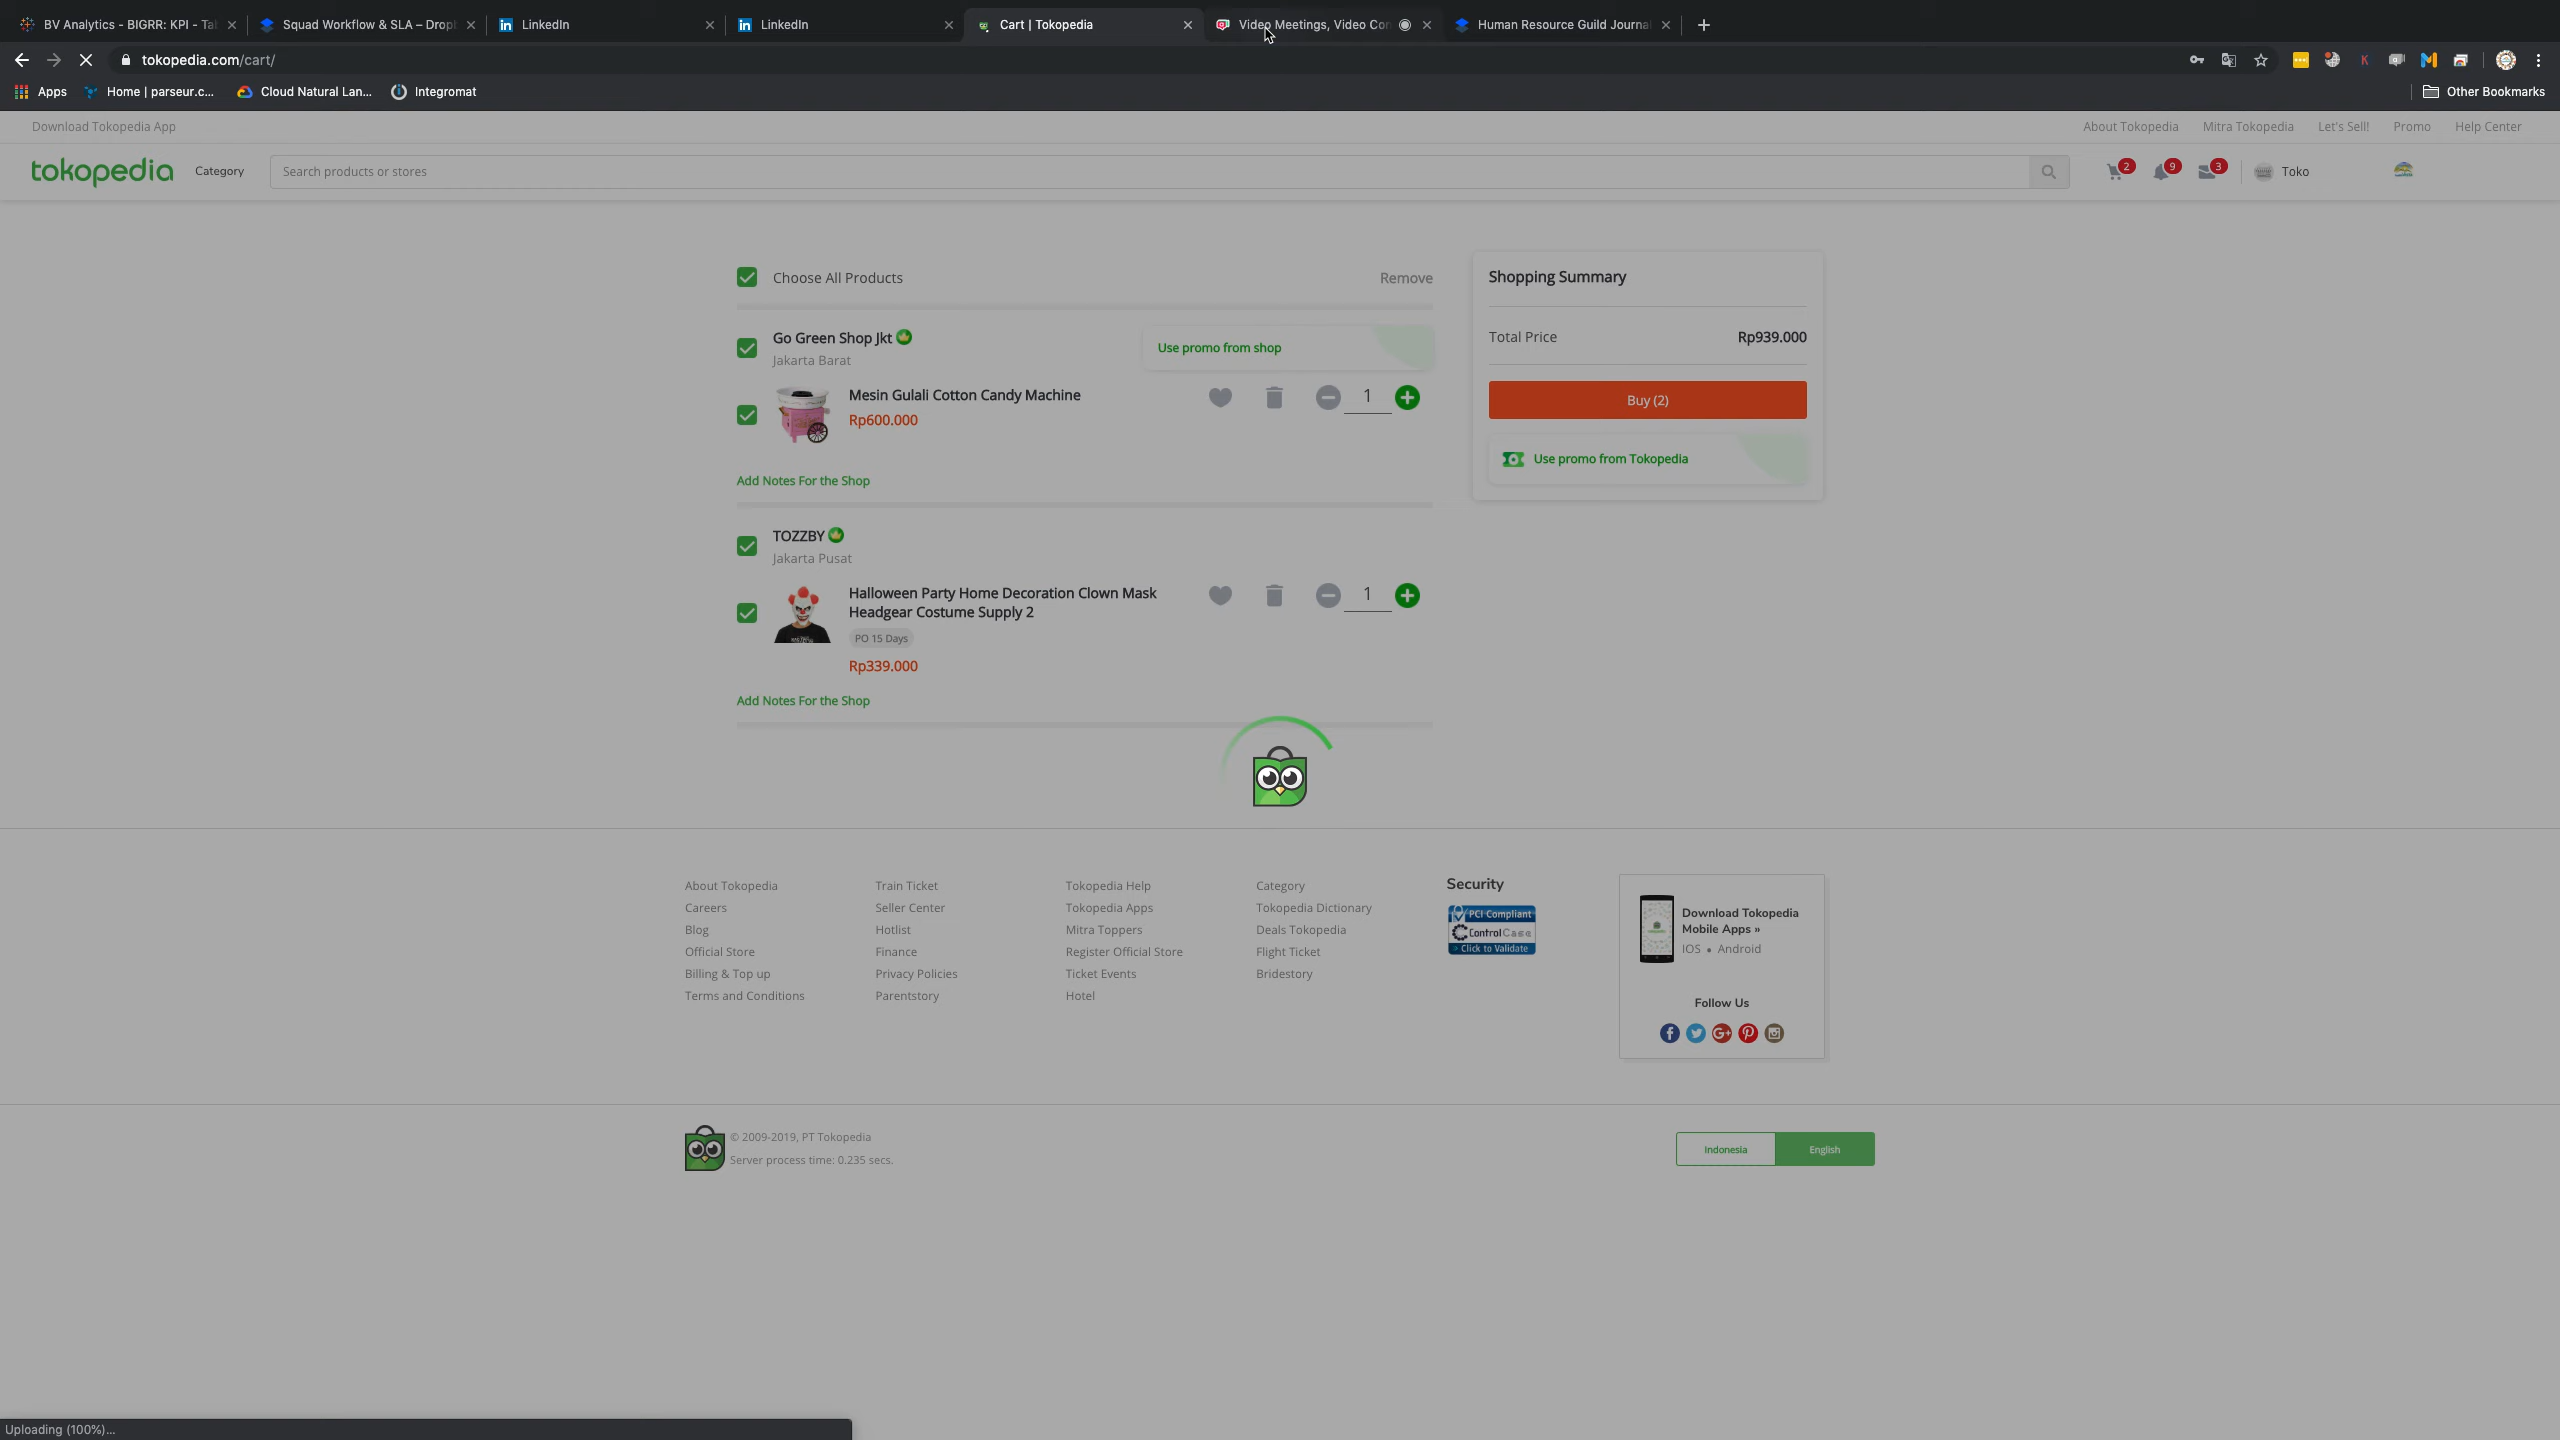 BV Analytics - BIGRR: KPI - Ta
Squad Workflow & SLA – Dropb
LinkedIn
LinkedIn
Cart | Tokopedia
Video Meetings, Video Con
Human Resource Guild Journa
tokopedia.com/cart/
Apps
Home | parseur.c...
Cloud Natural Lan...
Integromat
Other Bookmarks
Download Tokopedia App
About Tokopedia
Mitra Tokopedia
Let's Sell!
Promo
Help Center
tokopedia
Category
Search products or stores
2
9
3
Toko
Choose All Products
Remove
Go Green Shop Jkt
Jakarta Barat
Use promo from shop
Mesin Gulali Cotton Candy Machine
1
Rp600.000
Add Notes For the Shop
TOZZBY
Jakarta Pusat
Halloween Party Home Decoration Clown Mask
Headgear Costume Supply 2
1
PO 15 Days
Rp339.000
Add Notes For the Shop
Shopping Summary
Total Price
Rp939.000
Buy (2)
Use promo from Tokopedia
About Tokopedia
Careers
Blog
Official Store
Billing & Top up
Terms and Conditions
Train Ticket
Seller Center
Hotlist
Finance
Privacy Policies
Parentstory
Tokopedia Help
Tokopedia Apps
Mitra Toppers
Register Official Store
Ticket Events
Hotel
Category
Tokopedia Dictionary
Deals Tokopedia
Flight Ticket
Bridestory
Security
PCI Compliant
ControlCase
Click to Validate
Download Tokopedia
Mobile Apps »
IOS • Android
Follow Us
© 2009-2019, PT Tokopedia
Server process time: 0.235 secs.
Indonesia
English
Uploading (100%)...